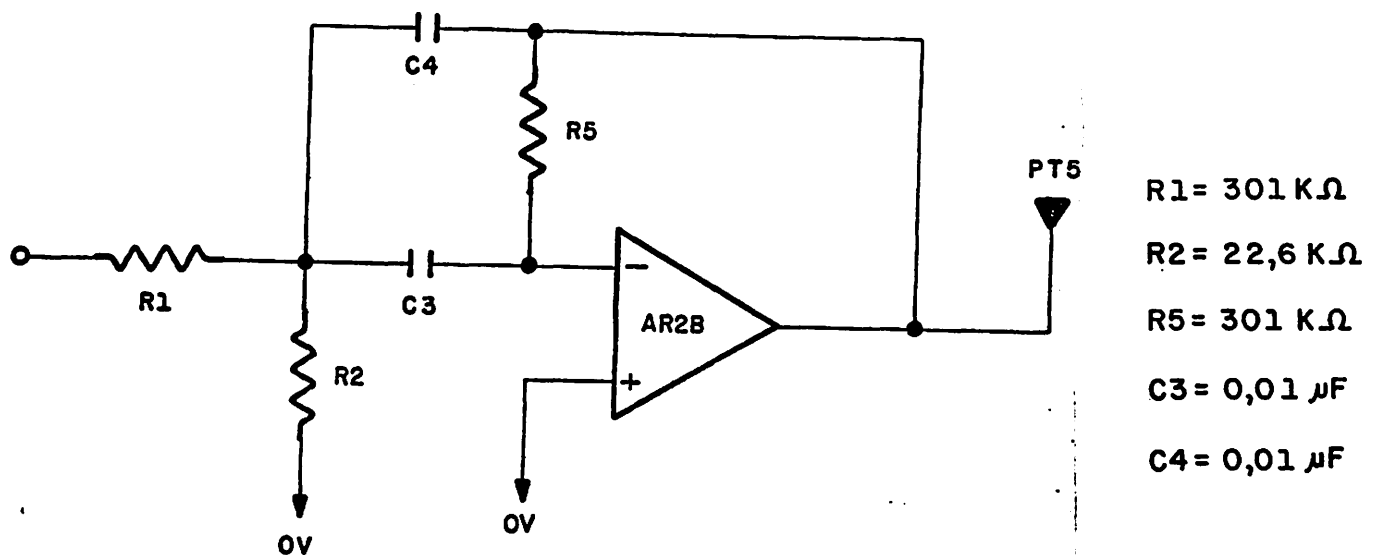 C4
R5
PT5
R1
C3
−
AR2B
+
R2
0V
0V
R1= 301 KΩ
R2= 22,6 KΩ
R5= 301 KΩ
C3= 0,01 μF
C4= 0,01 μF